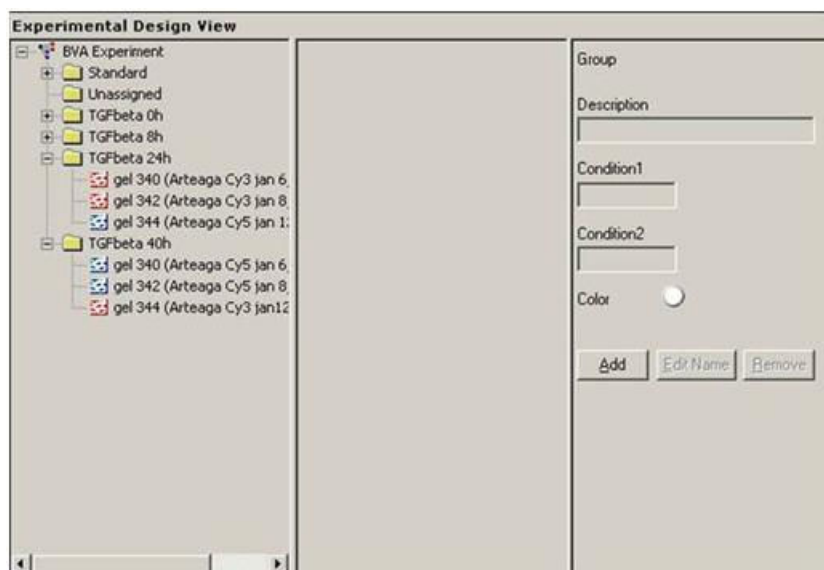 Experimental Design View
BVA Experiment
Standard
Unassigned
TGFbeta 0h
TGFbeta 8h
TGFbeta 24h
gel 340 (Arteaga Cy3 jan 6,
gel 342 (Arteaga Cy3 jan 8,
gel 344 (Arteaga Cy5 jan 1
TGFbeta 40h
gel 340 (Arteaga Cy5 jan 6,
gel 342 (Arteaga Cy5 jan 8,
gel 344 (Arteaga Cy3 jan12
Group
Description
Condition1
Condition2
Color
Add Edit Name Remove